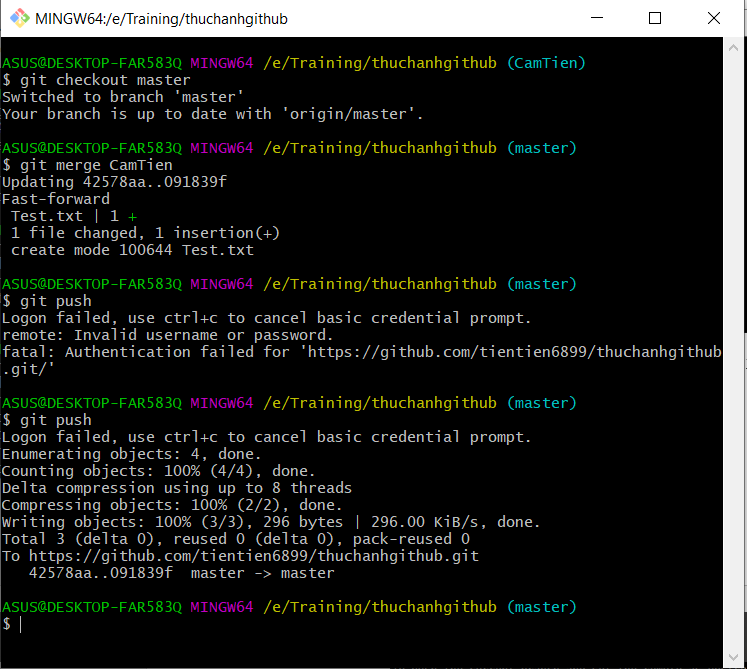 MINGW64:/e/Training/thuchanhgithub
ASUS@DESKTOP-FAR583Q MINGW64 /e/Training/thuchanhgithub (CamTien)
$ git checkout master
Switched to branch 'master'
Your branch is up to date with 'origin/master'.
ASUS@DESKTOP-FAR583Q MINGW64 /e/Training/thuchanhgithub (master)
$ git merge CamTien
Updating 42578aa..091839f
Fast-forward
 Test.txt | 1 +
 1 file changed, 1 insertion(+)
 create mode 100644 Test.txt
ASUS@DESKTOP-FAR583Q MINGW64 /e/Training/thuchanhgithub (master)
$ git push
Logon failed, use ctrl+c to cancel basic credential prompt.
remote: Invalid username or password.
fatal: Authentication failed for 'https://github.com/tientien6899/thuchanhgithub
.git/'
ASUS@DESKTOP-FAR583Q MINGW64 /e/Training/thuchanhgithub (master)
$ git push
Logon failed, use ctrl+c to cancel basic credential prompt.
Enumerating objects: 4, done.
Counting objects: 100% (4/4), done.
Delta compression using up to 8 threads
Compressing objects: 100% (2/2), done.
Writing objects: 100% (3/3), 296 bytes | 296.00 KiB/s, done.
Total 3 (delta 0), reused 0 (delta 0), pack-reused 0
To https://github.com/tientien6899/thuchanhgithub.git
   42578aa..091839f  master -> master
ASUS@DESKTOP-FAR583Q MINGW64 /e/Training/thuchanhgithub (master)
$